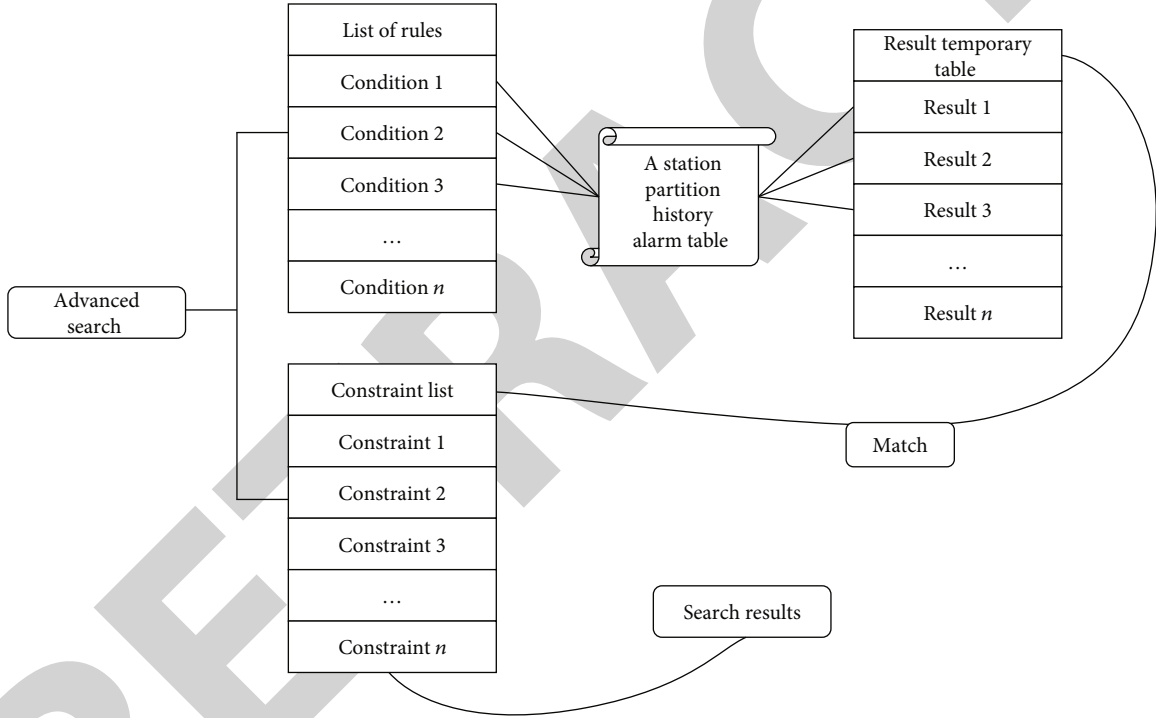 List of rules
Condition 1
Condition 2
Condition 3
...
Condition n
Advanced
search
Constraint list
Constraint 1
Constraint 2
Constraint 3
...
Constraint n
A station
partition
history
alarm table
Result temporary
table
Result 1
Result 2
Result 3
...
Result n
Match
Search results